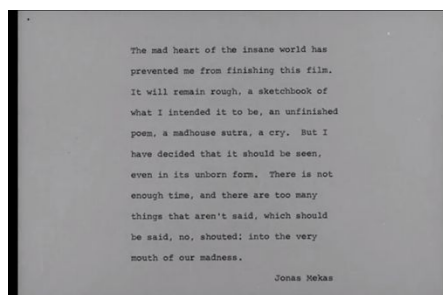 The mad heart of the insane world has
prevented me from finishing this film.
It will remain rough, a sketchbook of
what I intended it to be, an unfinished
poem, a madhouse sutra, a cry.  But I
have decided that it should be seen,
even in its unborn form.  There is not
enough time, and there are too many
things that aren't said, which should
be said, no, shouted; into the very
mouth of our madness.
Jonas Mekas